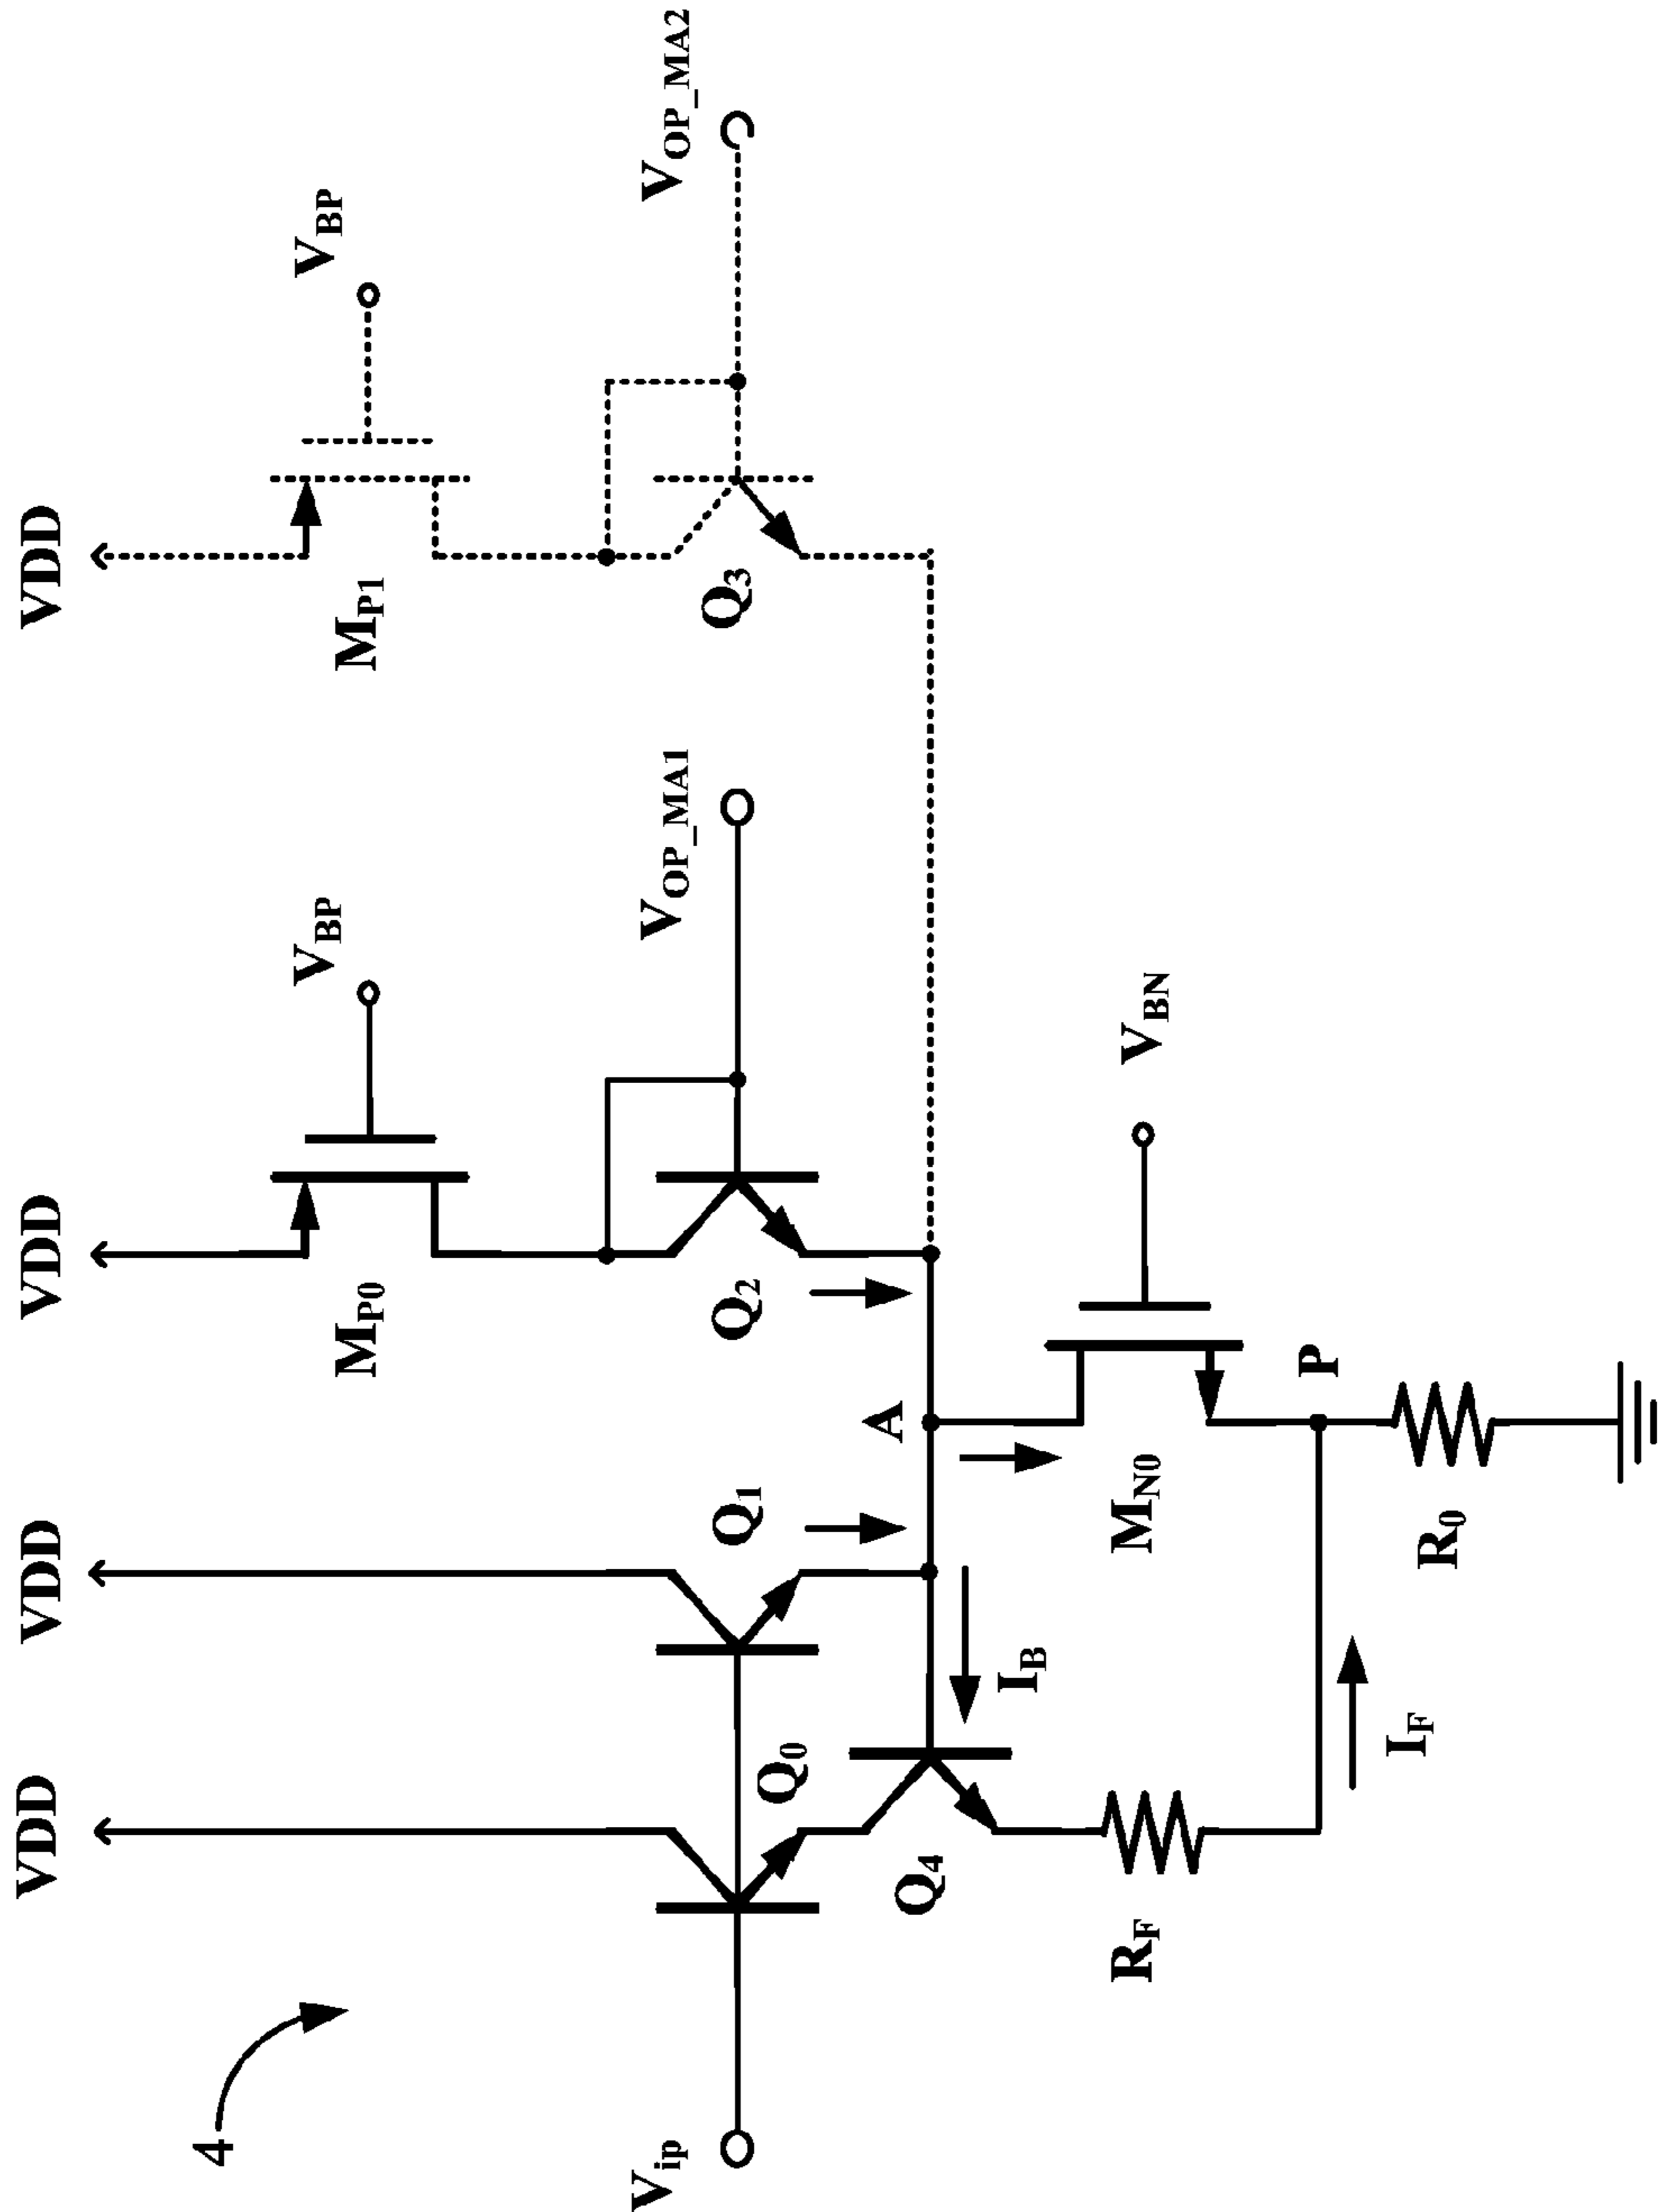 VDD
VDD
VDD
VDD
V_BP
V_BP
M_P0
M_P1
V_ip
Q_0
Q_1
Q_2
V_OP_MA1
Q_3
V_OP_MA2
A
Q_4
I_B
V_BN
R_F
M_N0
P
I_F
R_0
4